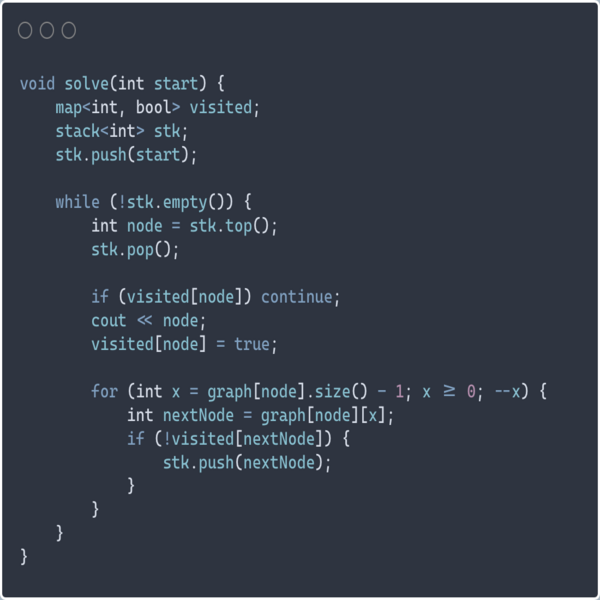 void solve(int start) {
    map<int, bool> visited;
    stack<int> stk;
    stk.push(start);

    while (!stk.empty()) {
        int node = stk.top();
        stk.pop();

        if (visited[node]) continue;
        cout << node;
        visited[node] = true;

        for (int x = graph[node].size() - 1; x ≥ 0; --x) {
            int nextNode = graph[node][x];
            if (!visited[nextNode]) {
                stk.push(nextNode);
            }
        }
    }
}